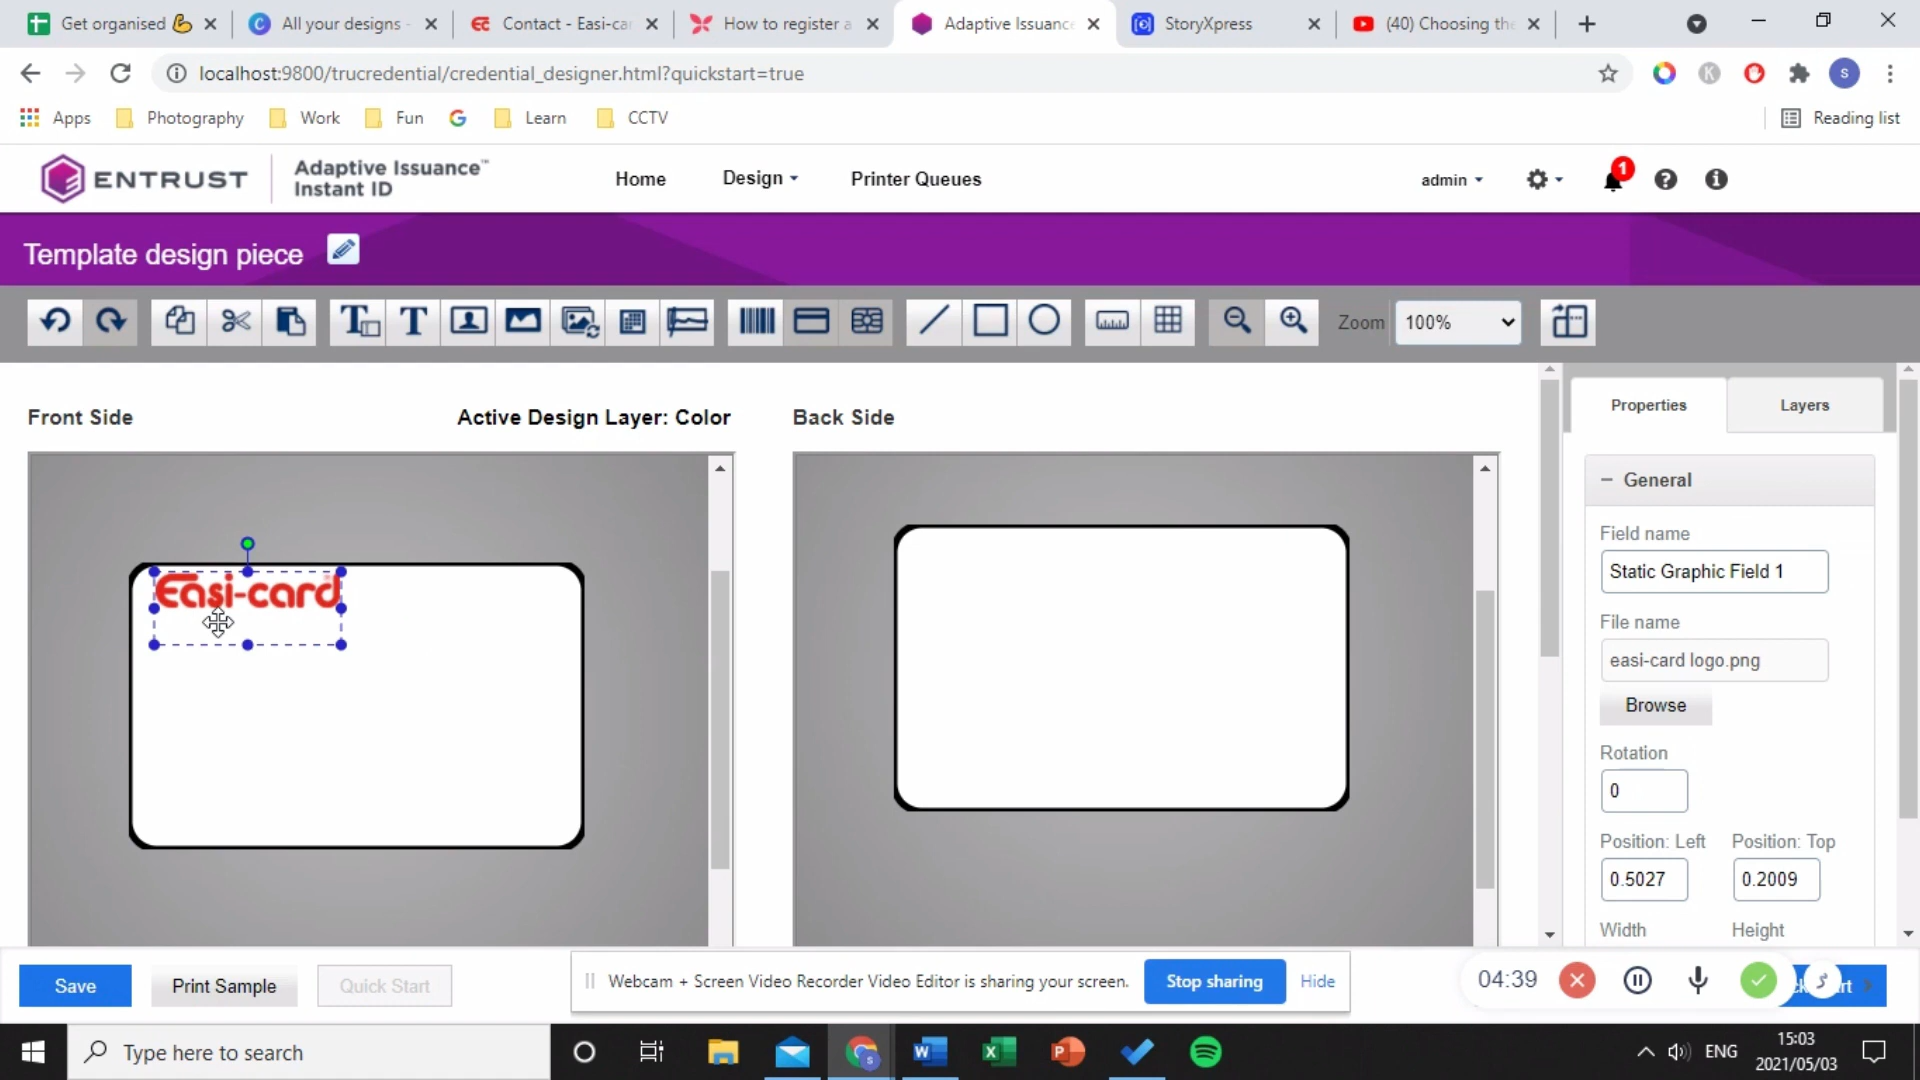 Get organised
All your designs -
Contact - Easi-car
How to register a
Adaptive Issuance
StoryXpress
(40) Choosing the
localhost:9800/trucredential/credential_designer.html?quickstart=true
S
Apps
Photography
Work
Fun
G
Learn
CCTV
Reading list
ENTRUST
Adaptive Issuance™
Instant ID
Home
Design
Printer Queues
admin
1
Template design piece
Zoom
100%
Front Side
Active Design Layer: Color
Back Side
Properties
Layers
Easi-card
General
Field name
Static Graphic Field 1
File name
easi-card logo.png
Browse
Rotation
0
Position: Left
Position: Top
0.5027
0.2009
Width
Height
Save
Print Sample
Quick Start
Webcam + Screen Video Recorder Video Editor is sharing your screen.
Stop sharing
Hide
04:39
Type here to search
ENG
15:03
2021/05/03